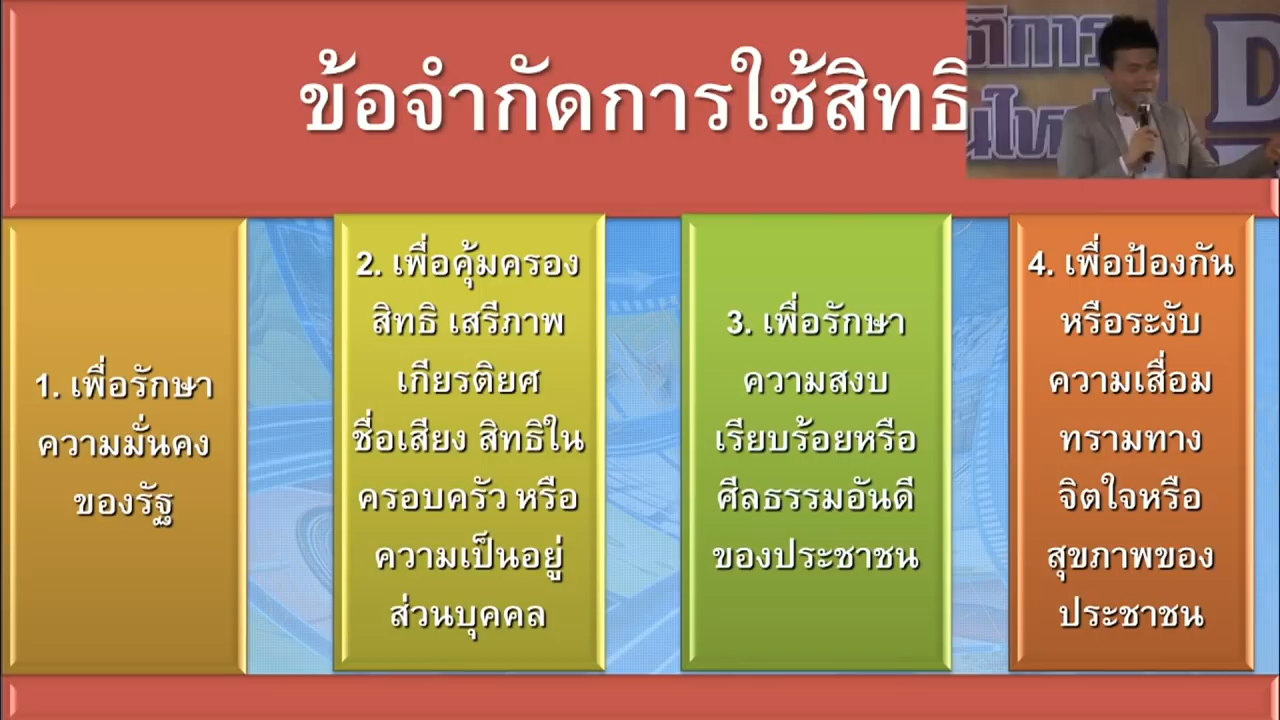 ข้อจำกัดการใช้สิทธิ
1. เพื่อรักษา
ความมั่นคง
ของรัฐ
2. เพื่อคุ้มครอง
สิทธิ เสรีภาพ
เกียรติยศ
ชื่อเสียง สิทธิใน
ครอบครัว หรือ
ความเป็นอยู่
ส่วนบุคคล
3. เพื่อรักษา
ความสงบ
เรียบร้อยหรือ
ศีลธรรมอันดี
ของประชาชน
4. เพื่อป้องกัน
หรือระงับ
ความเสื่อม
ทรามทาง
จิตใจหรือ
สุขภาพของ
ประชาชน